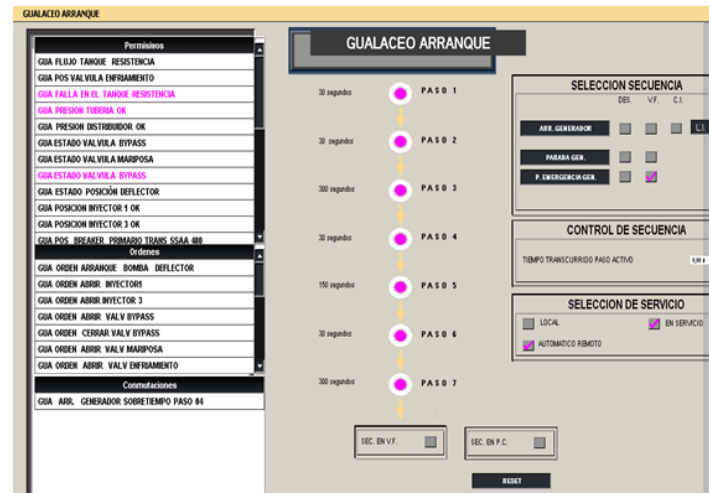 GUALACEO ARRANQUE
GUALACEO ARRANQUE
Permisivos
GUA FLUJO TANQUE RESISTENCIA
GUA POS VALVULA ENFRIAMIENTO
GUA FALLA EN EL TANQUE RESISTENCIA
GUA PRESION TUBERIA OK
GUA PRESION DISTRIBUIDOR OK
GUA ESTADO VALVULA BYPASS
GUA ESTADO VALVULA MARIPOSA
GUA ESTADO VALVULA BYPASS
GUA ESTADO POSICIÓN DEFLECTOR
GUA POSICION INYECTOR 1 OK
GUA POSICION INYECTOR 3 OK
GUA POS BREAKER PRIMARIO TRANS SSAA 480
Ordenes
GUA ORDEN ARRANQUE BOMBA DEFLECTOR
GUA ORDEN ABRIR INYECTOR1
GUA ORDEN ABRIR INYECTOR 3
GUA ORDEN ABRIR VALV BYPASS
GUA ORDEN CERRAR VALV BYPASS
GUA ORDEN ABRIR VALV MARIPOSA
GUA ORDEN ABRIR VALV ENFRIAMIENTO
Conmutaciones
GUA ARR. GENERADOR SOBRETIEMPO PASO 04
30 segundos PASO 1
30 segundos PASO 2
300 segundos PASO 3
30 segundos PASO 4
150 segundos PASO 5
30 segundos PASO 6
300 segundos PASO 7
SEC. EN V.F.
SEC. EN P.C.
RESET
SELECCION SECUENCIA
DES. V.F. C.I.
ARR. GENERADOR
PARADA GEN.
P. EMERGENCIA GEN.
CONTROL DE SECUENCIA
TIEMPO TRANSCURRIDO PASO ACTIVO
SELECCION DE SERVICIO
LOCAL EN SERVICIO
AUTOMATICO REMOTO